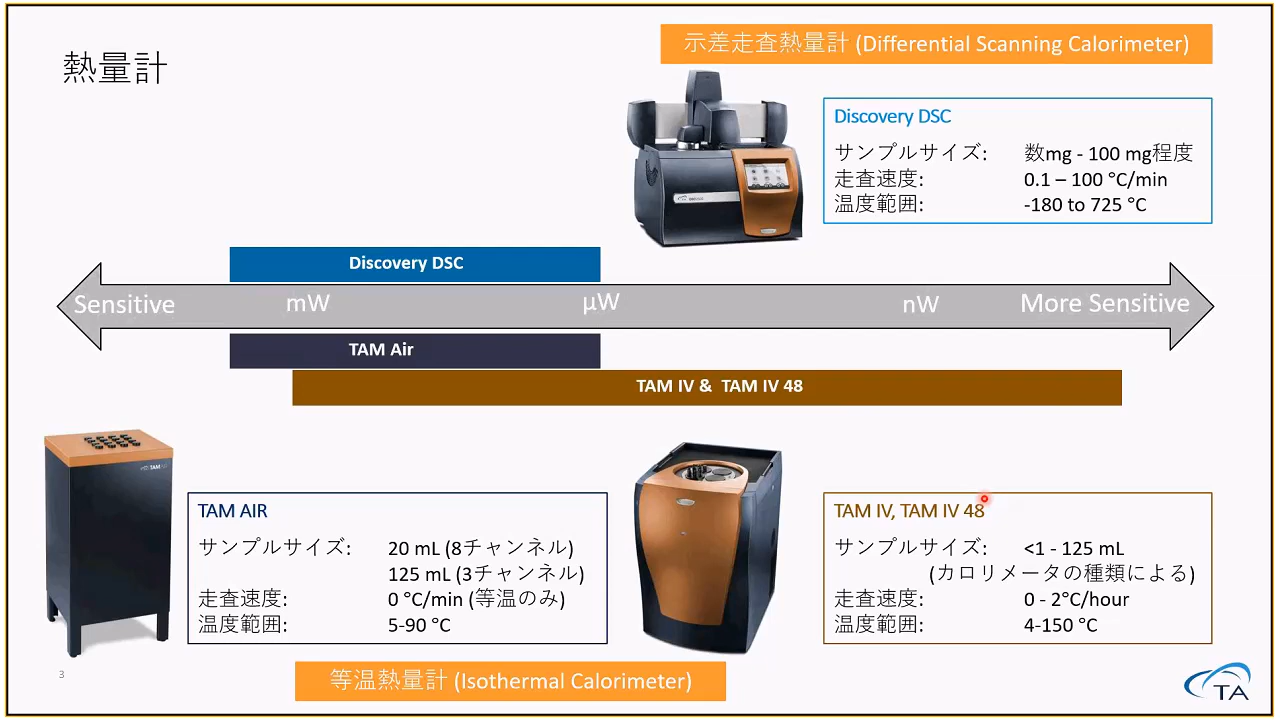 熱量計
示差走査熱量計 (Differential Scanning Calorimeter)
Discovery DSC
サンプルサイズ: 数mg - 100 mg程度
走査速度: 0.1 – 100 °C/min
温度範囲: -180 to 725 °C
Discovery DSC
Sensitive mW µW nW More Sensitive
TAM Air
TAM IV & TAM IV 48
TAM AIR
サンプルサイズ: 20 mL (8チャンネル)
125 mL (3チャンネル)
走査速度: 0 °C/min (等温のみ)
温度範囲: 5-90 °C
TAM IV, TAM IV 48
サンプルサイズ: <1 - 125 mL
(カロリメータの種類による)
走査速度: 0 - 2°C/hour
温度範囲: 4-150 °C
等温熱量計 (Isothermal Calorimeter)
3
TA